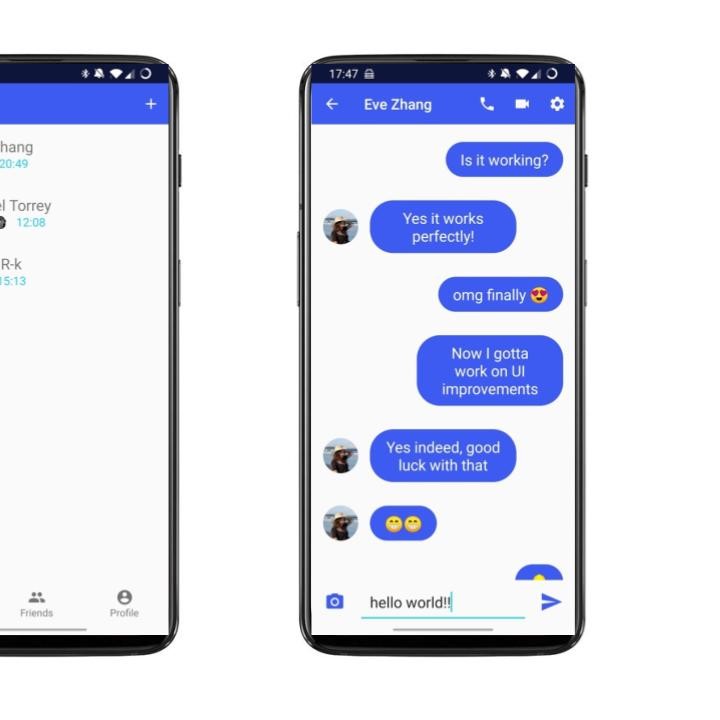 hang
20:49
el Torrey
12:08
R-k
15:13
Friends
Profile
17:47
Eve Zhang
Is it working?
Yes it works
perfectly!
omg finally 😍
Now I gotta
work on UI
improvements
Yes indeed, good
luck with that
😁😁
hello world!!